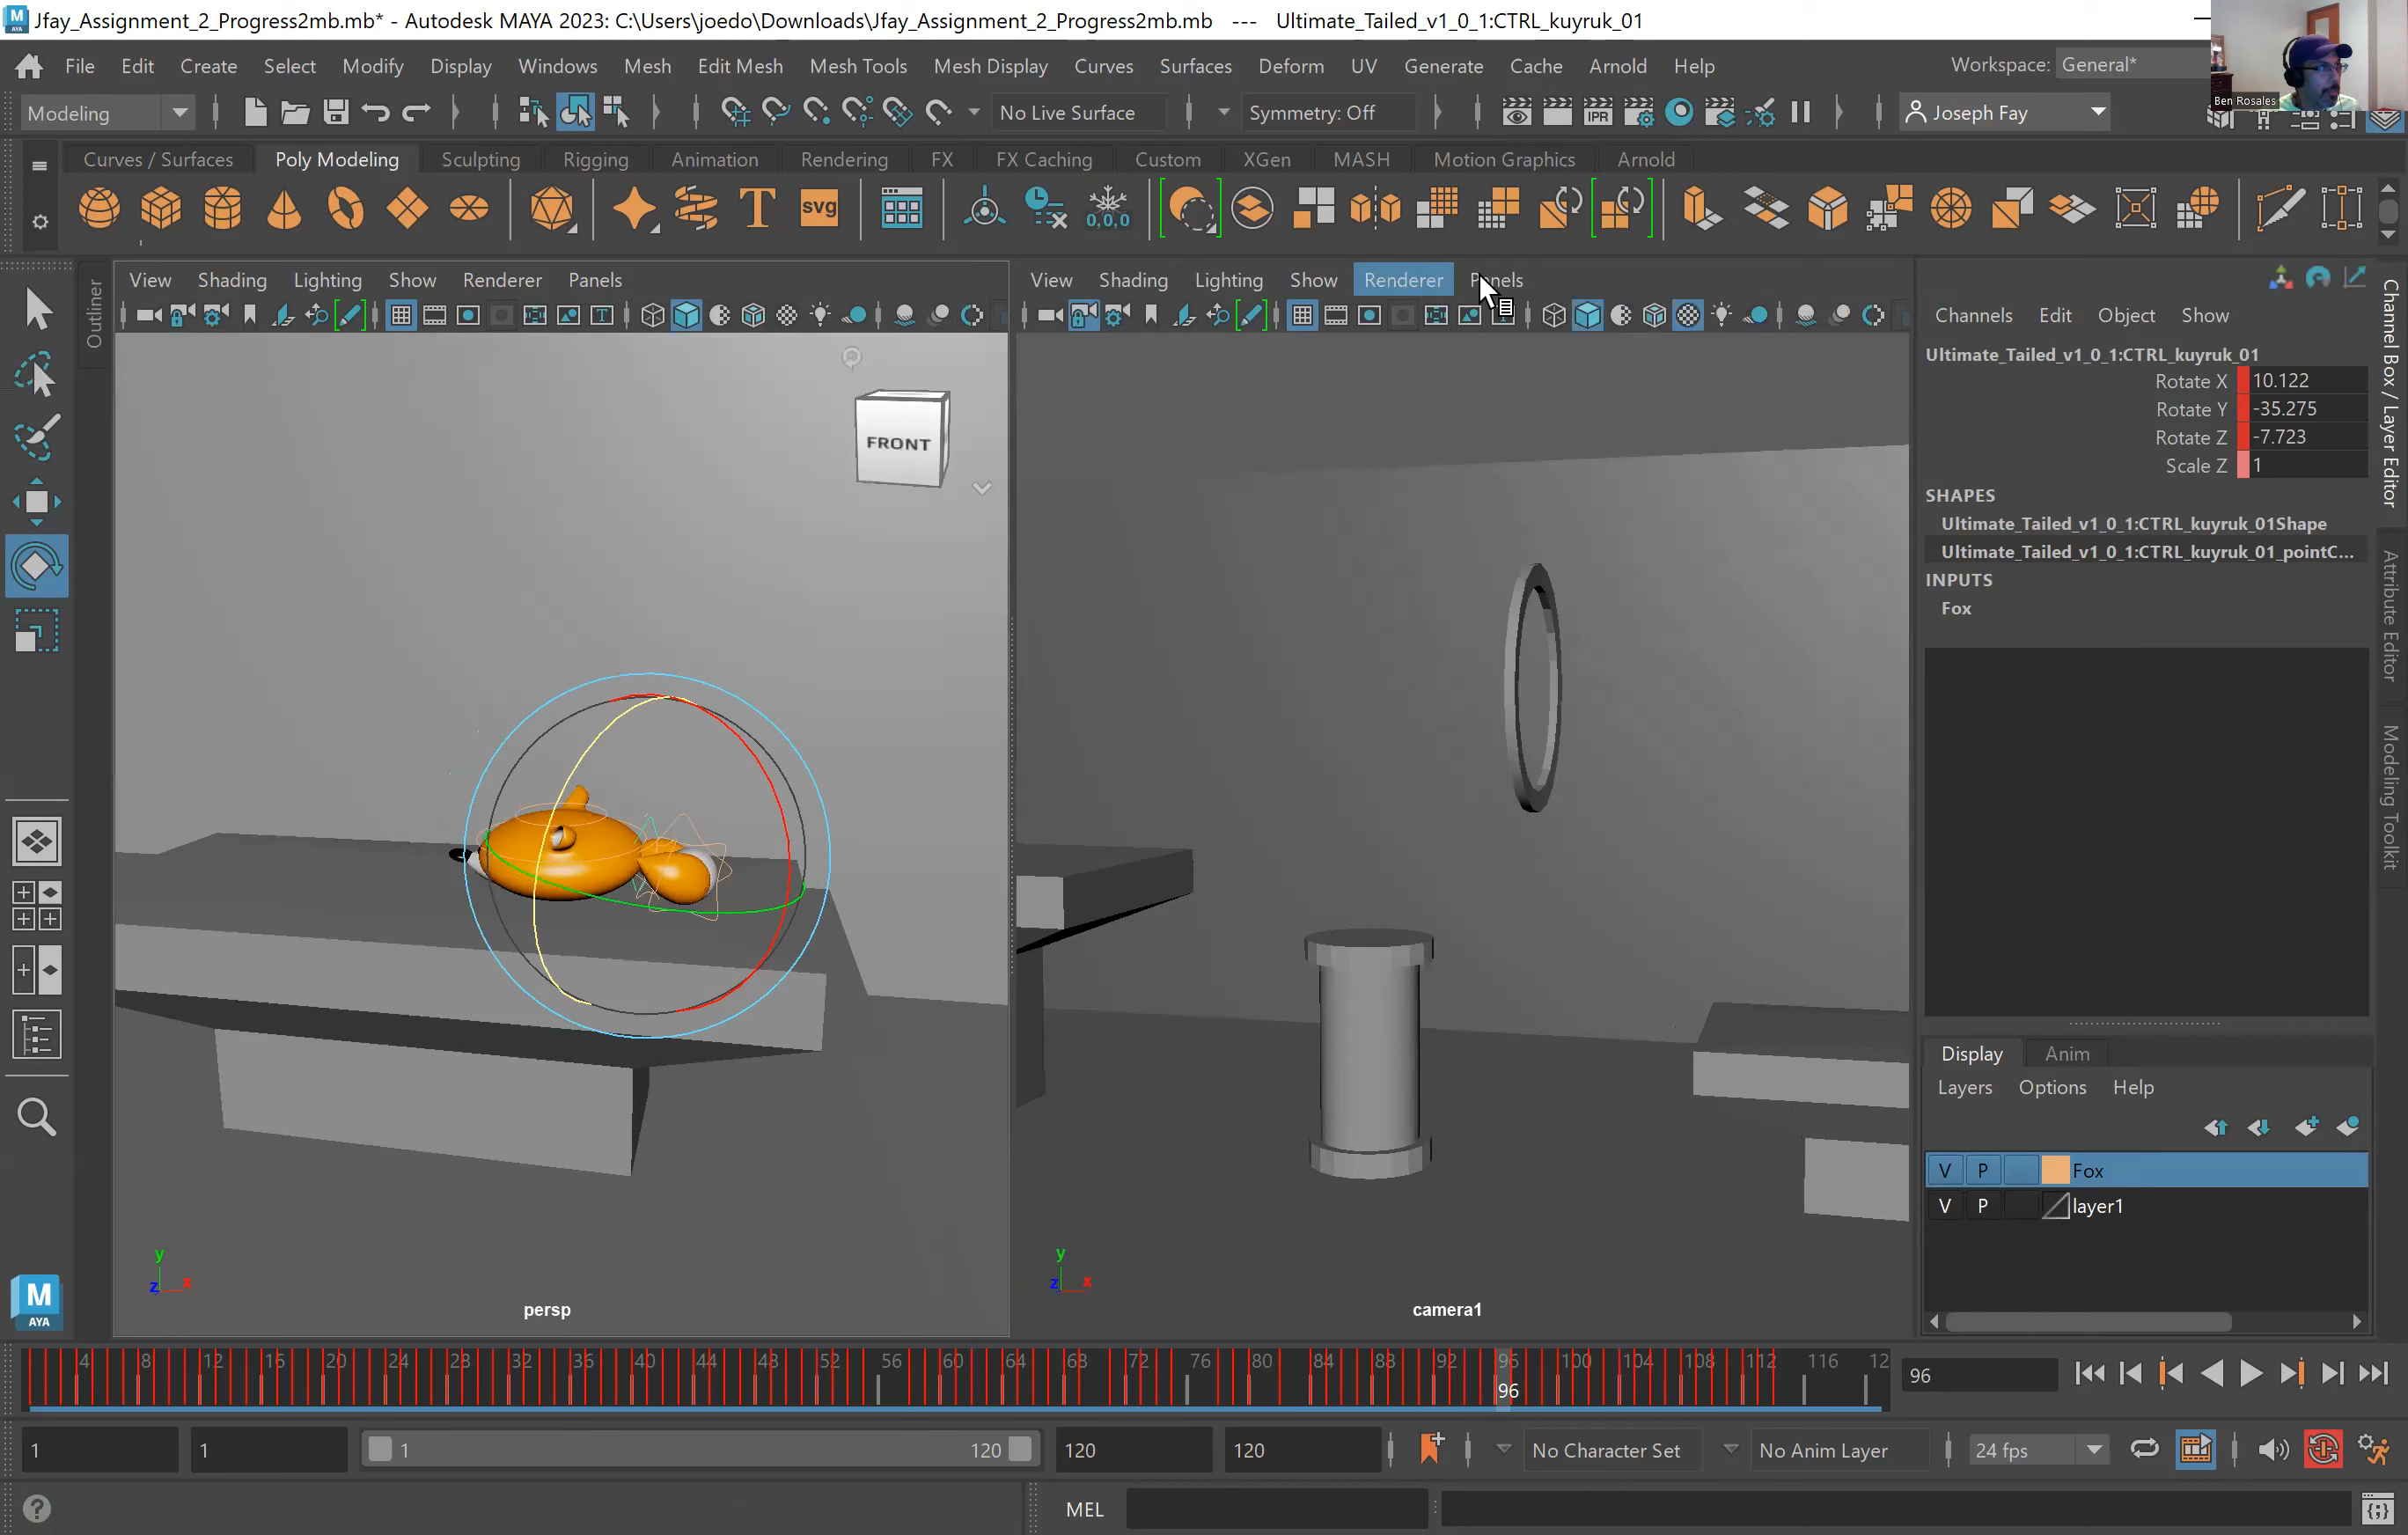 Jfay_Assignment_2_Progress2mb.mb* - Autodesk MAYA 2023: C:\Users\joedo\Downloads\Jfay_Assignment_2_Progress2mb.mb   ---   Ultimate_Tailed_v1_0_1:CTRL_kuyruk_01
File Edit Create Select Modify Display Windows Mesh Edit Mesh Mesh Tools Mesh Display Curves Surfaces Deform UV Generate Cache Arnold Help
Workspace: General*
Ben Rosales
Modeling
No Live Surface
Symmetry: Off
IPR
Joseph Fay
Curves / Surfaces Poly Modeling Sculpting Rigging Animation Rendering FX FX Caching Custom XGen MASH Motion Graphics Arnold
T svg 0,0,0
Outliner
View Shading Lighting Show Renderer Panels
View Shading Lighting Show Renderer Panels
FRONT
y
z x
persp
y
z x
camera1
Channels Edit Object Show
Ultimate_Tailed_v1_0_1:CTRL_kuyruk_01
Rotate X 10.122
Rotate Y -35.275
Rotate Z -7.723
Scale Z 1
SHAPES
Ultimate_Tailed_v1_0_1:CTRL_kuyruk_01Shape
Ultimate_Tailed_v1_0_1:CTRL_kuyruk_01_pointC...
INPUTS
Fox
Channel Box / Layer Editor
Attribute Editor
Modeling Toolkit
Display Anim
Layers Options Help
V P Fox
V P layer1
M
AYA
4 8 12 16 20 24 28 32 36 40 44 48 52 56 60 64 68 72 76 80 84 88 92 96 100 104 108 112 116 12
96
96
1 1 1 120 120 120
No Character Set
No Anim Layer
24 fps
MEL